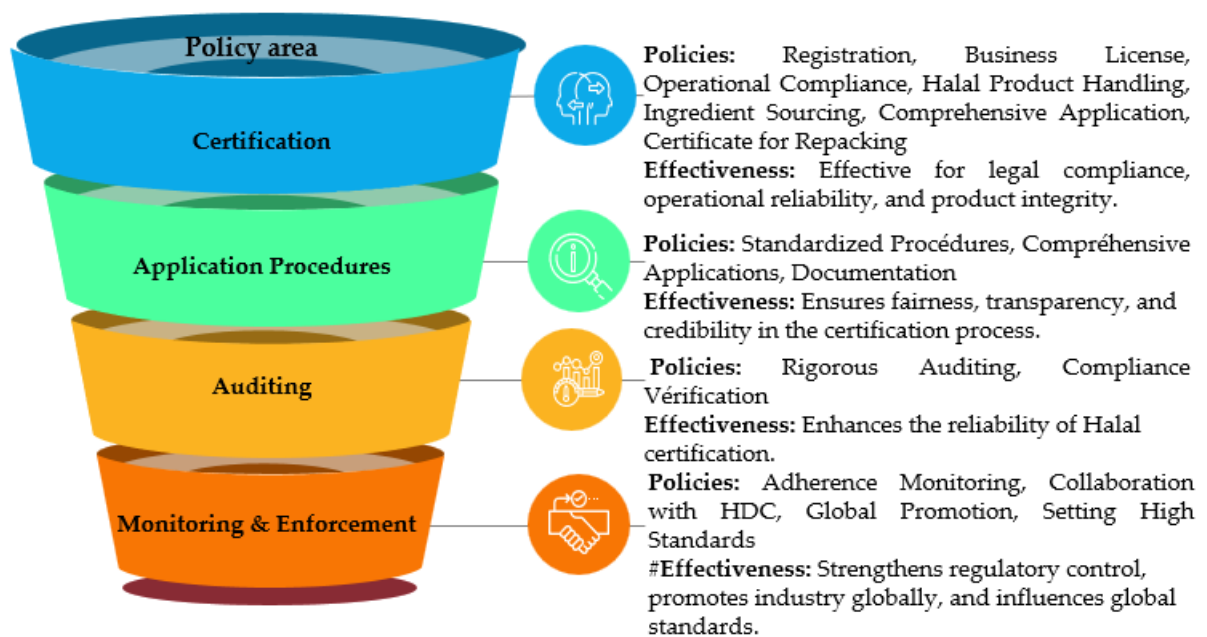 Policy area
Certification
Policies: Registration, Business License,
Operational Compliance, Halal Product Handling,
Ingredient Sourcing, Comprehensive Application,
Certificate for Repacking
Effectiveness: Effective for legal compliance,
operational reliability, and product integrity.
Application Procedures
Policies: Standardized Procédures, Compréhensive
Applications, Documentation
Effectiveness: Ensures fairness, transparency, and
credibility in the certification process.
Auditing
Policies: Rigorous Auditing, Compliance
Vérification
Effectiveness: Enhances the reliability of Halal
certification.
Monitoring & Enforcement
Policies: Adherence Monitoring, Collaboration
with HDC, Global Promotion, Setting High
Standards
#Effectiveness: Strengthens regulatory control,
promotes industry globally, and influences global
standards.